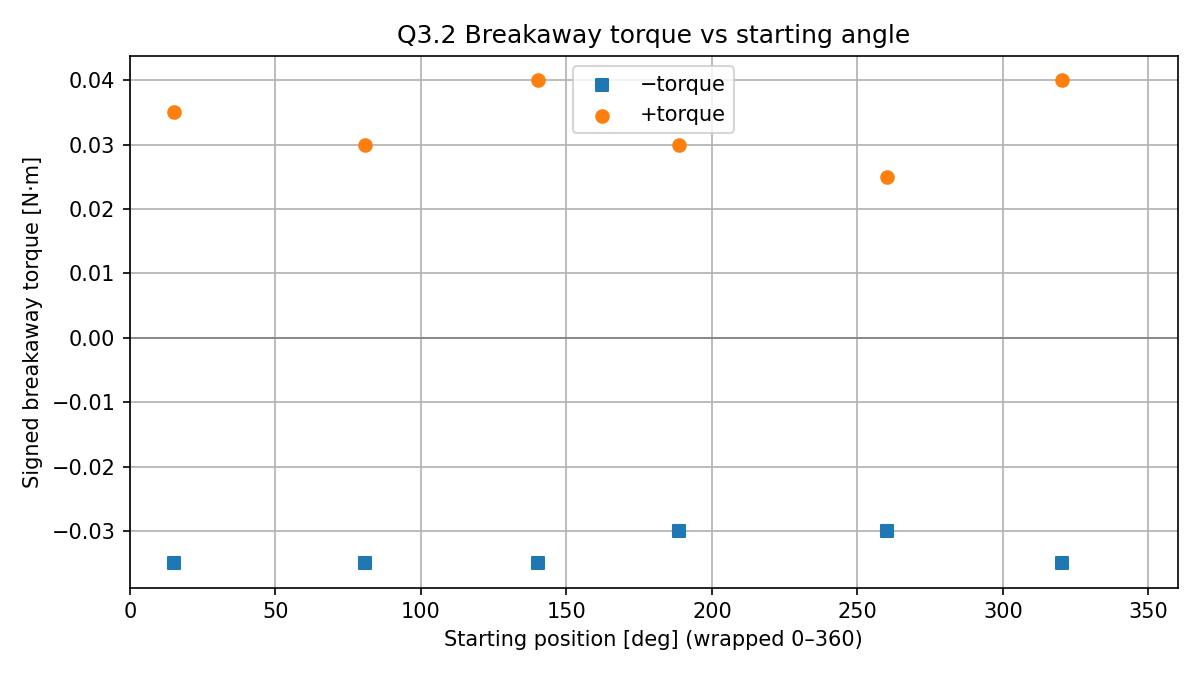 Q3.2 Breakaway torque vs starting angle
−torque
+torque
Signed breakaway torque [N·m]
0.04
0.03
0.02
0.01
0.00
−0.01
−0.02
−0.03
0 50 100 150 200 250 300 350
Starting position [deg] (wrapped 0–360)